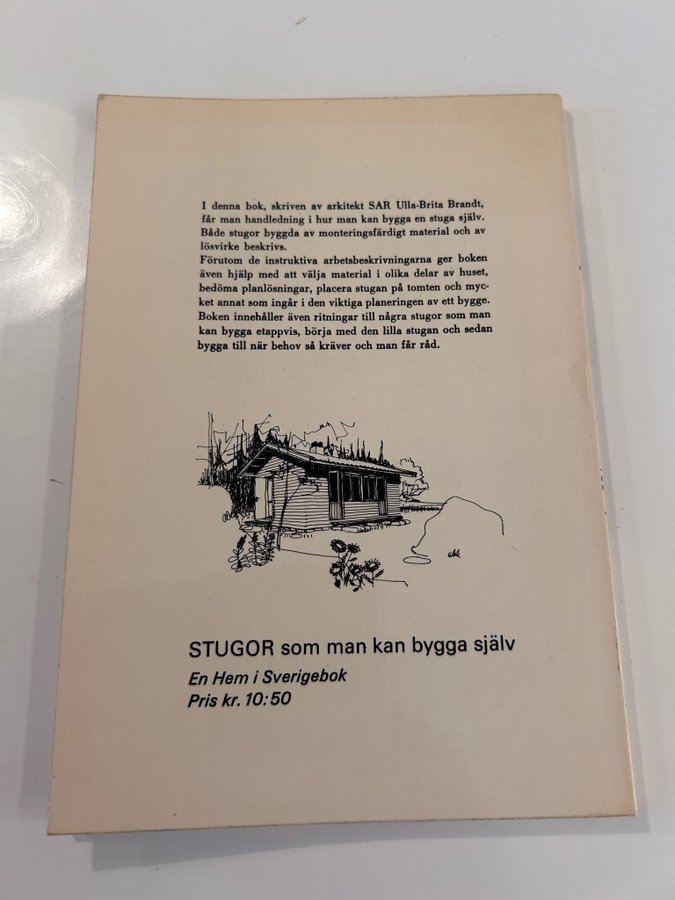 I denna bok, skriven av arkitekt SAR Ulla-Brita Brandt,
får man handledning i hur man kan bygga en stuga själv.
Både stugor byggda av monteringsfärdigt material och av
lösvirke beskrivs.
Förutom de instruktiva arbetsbeskrivningarna ger boken
även hjälp med att välja material i olika delar av huset,
bedöma planlösningar, placera stugan på tomten och myc-
ket annat som ingår i den viktiga planeringen av ett bygge.
Boken innehåller även ritningar till några stugor som man
kan bygga etappvis, börja med den lilla stugan och sedan
bygga till när behov så kräver och man får råd.
STUGOR som man kan bygga själv
En Hem i Sverigebok
Pris kr. 10:50